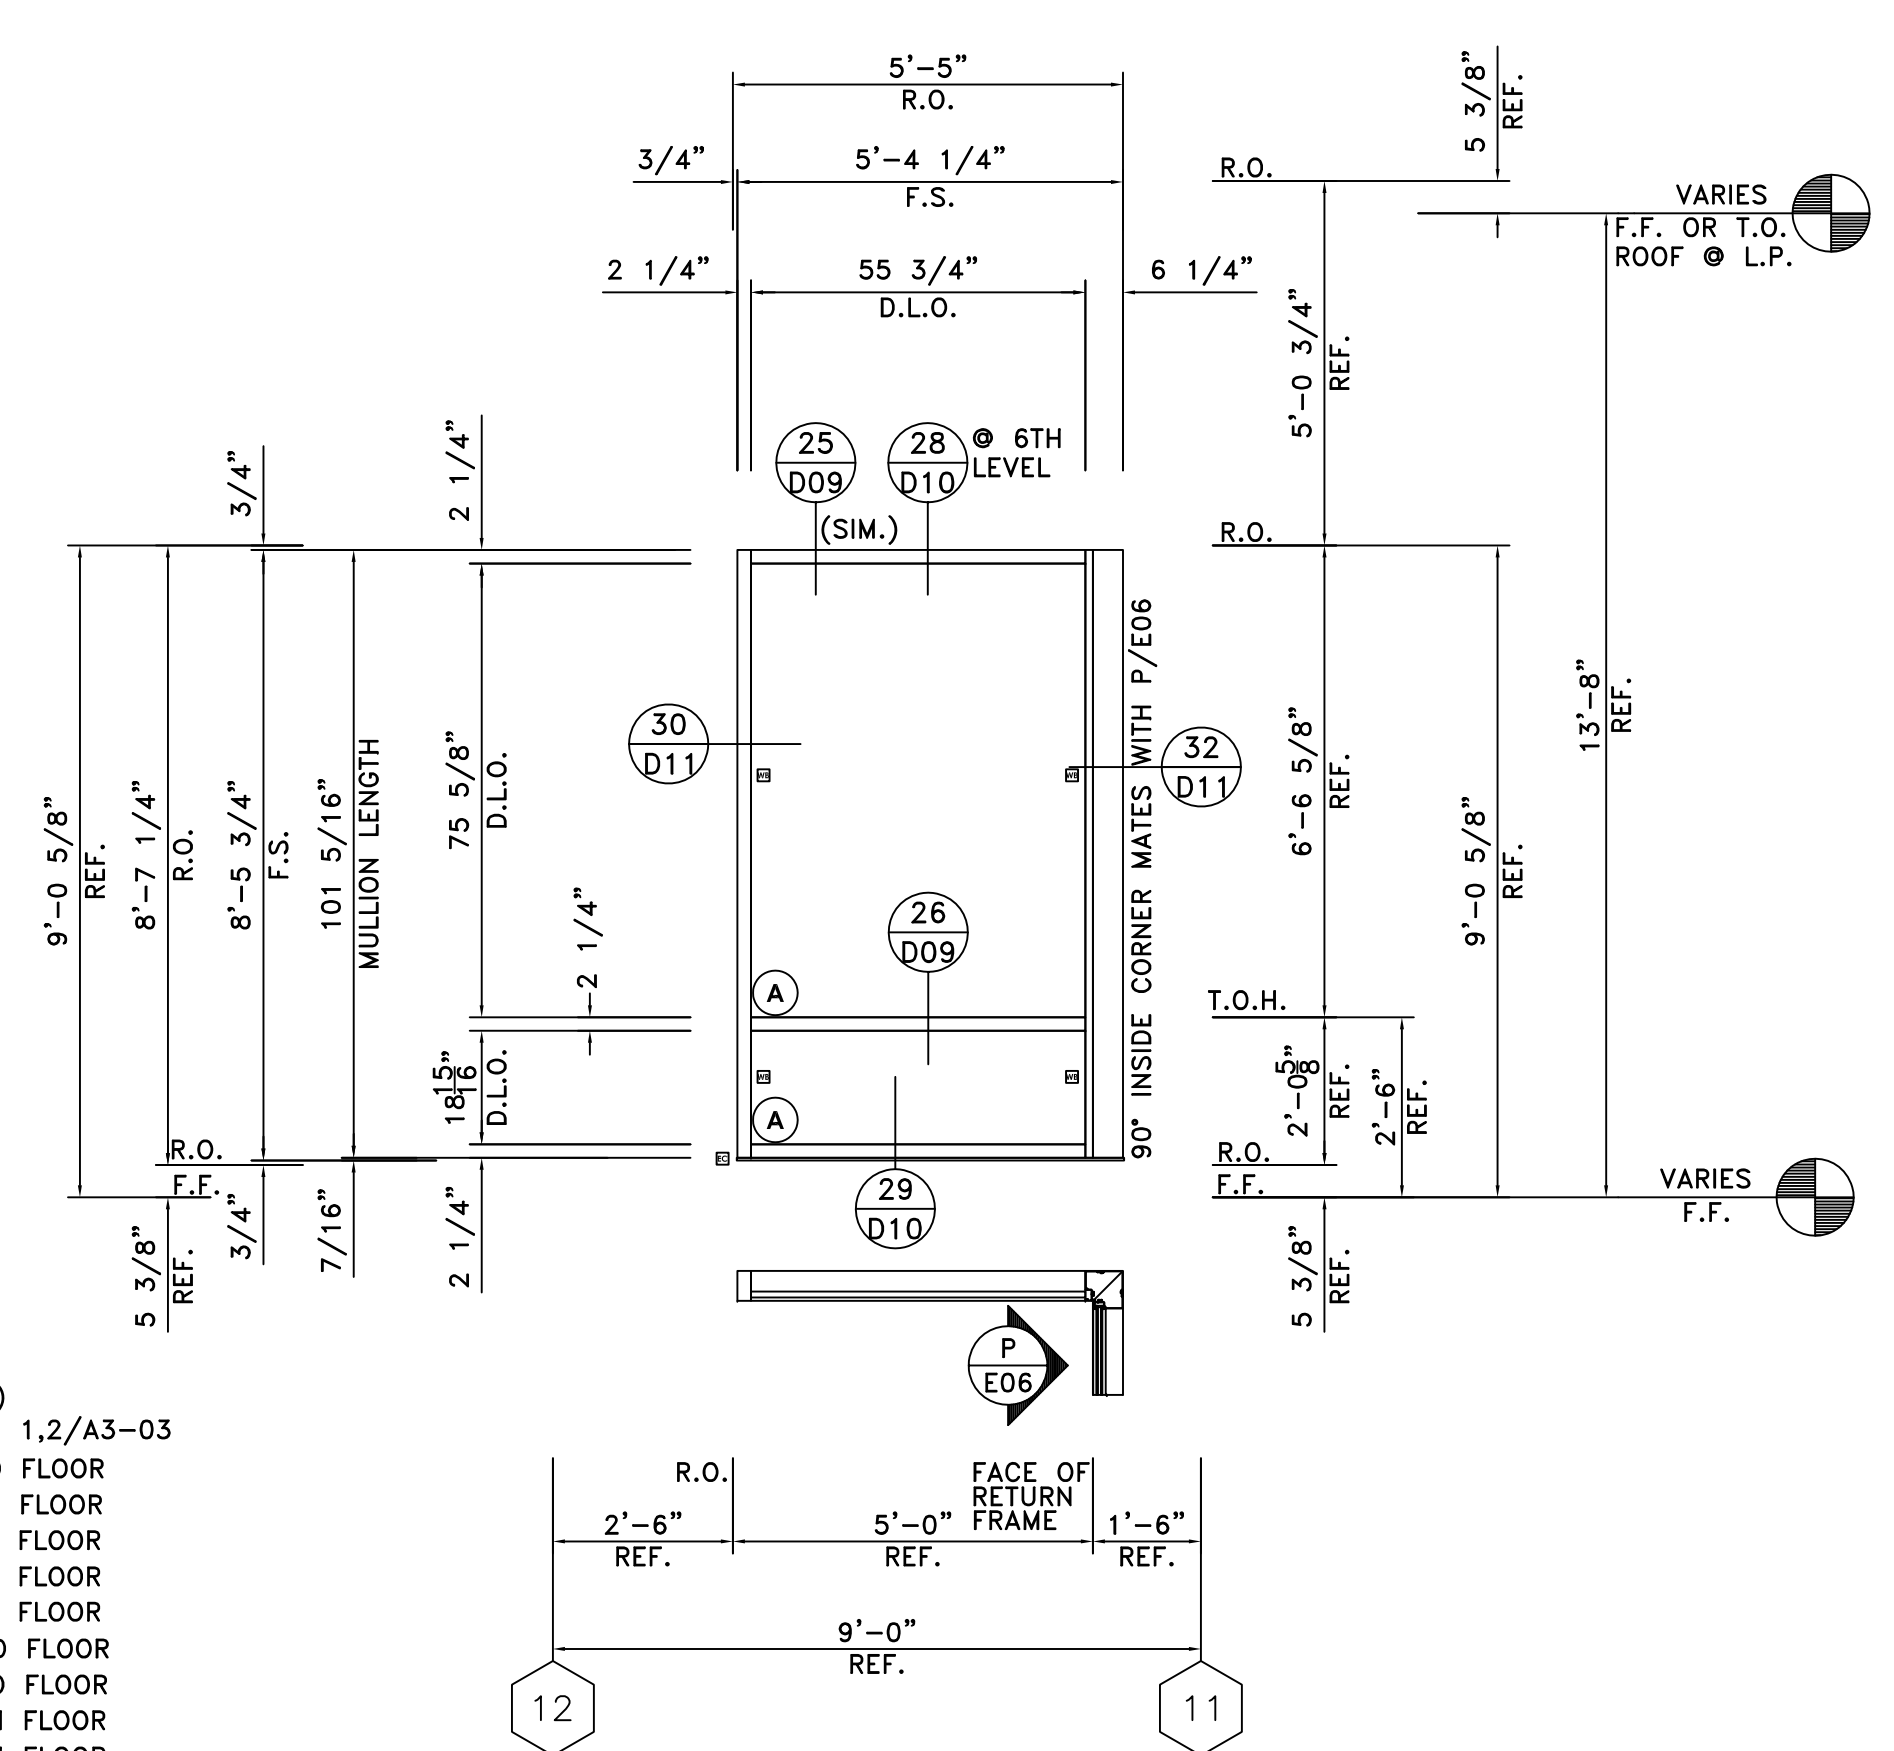 5'-5"
R.O.
3/4"
5'-4 1/4"
F.S.
2 1/4"
55 3/4"
D.L.O.
6 1/4"
5 3/8"
REF.
R.O.
VARIES
F.F. OR T.O.
ROOF @ L.P.
5'-0 3/4"
REF.
25
D09
28
D10
@ 6TH
LEVEL
(SIM.)
3/4"
2 1/4"
R.O.
9'-0 5/8"
REF.
8'-7 1/4"
R.O.
8'-5 3/4"
F.S.
101 5/16"
MULLION LENGTH
75 5/8"
D.L.O.
2 1/4"
18 15/16"
D.L.O.
30
D11
WB
WB
32
D11
90° INSIDE CORNER MATES WITH P/E06
26
D09
A
WB
WB
A
EC
29
D10
6'-6 5/8"
REF.
9'-0 5/8"
REF.
13'-8"
REF.
T.O.H.
2'-0 5/8"
REF.
2'-6"
REF.
R.O.
F.F.
VARIES
F.F.
5 3/8"
REF.
R.O.
F.F.
5 3/8"
REF.
3/4"
7/16"
2 1/4"
P
E06
)
1,2/A3-03
FLOOR
FLOOR
FLOOR
FLOOR
FLOOR
FLOOR
FLOOR
FLOOR
FLOOR
R.O.
FACE OF
RETURN
FRAME
2'-6"
REF.
5'-0"
REF.
1'-6"
REF.
9'-0"
REF.
12
11